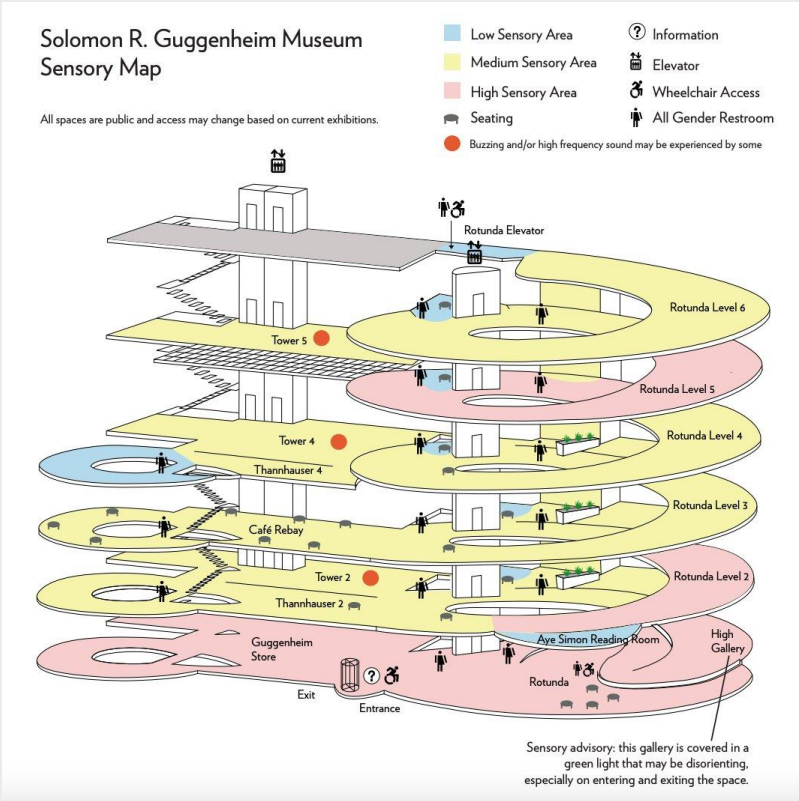 Solomon R. Guggenheim Museum
Sensory Map
All spaces are public and access may change based on current exhibitions.
Low Sensory Area
Medium Sensory Area
High Sensory Area
Seating
Buzzing and/or high frequency sound may be experienced by some
Information
Elevator
Wheelchair Access
All Gender Restroom
Rotunda Elevator
Rotunda Level 6
Tower 5
Rotunda Level 5
Tower 4
Rotunda Level 4
Thannhauser 4
Rotunda Level 3
Café Rebay
Tower 2
Rotunda Level 2
Thannhauser 2
Aye Simon Reading Room
High
Gallery
Guggenheim
Store
Rotunda
Exit
?
Entrance
Sensory advisory: this gallery is covered in a
green light that may be disorienting,
especially on entering and exiting the space.